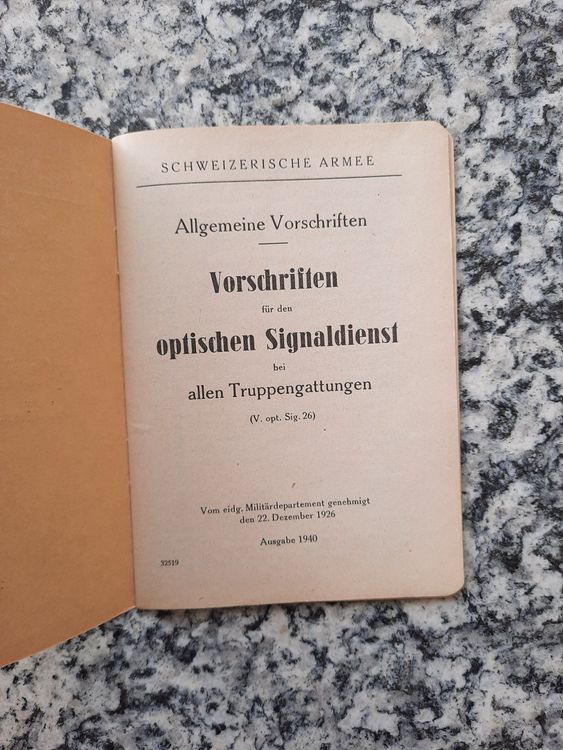 SCHWEIZERISCHE ARMEE
Allgemeine Vorschriften
Vorschriften
für den
optischen Signaldienst
bei
allen Truppengattungen
(V. opt. Sig. 26)
Vom eidg. Militärdepartement genehmigt
den 22. Dezember 1926
Ausgabe 1940
32519